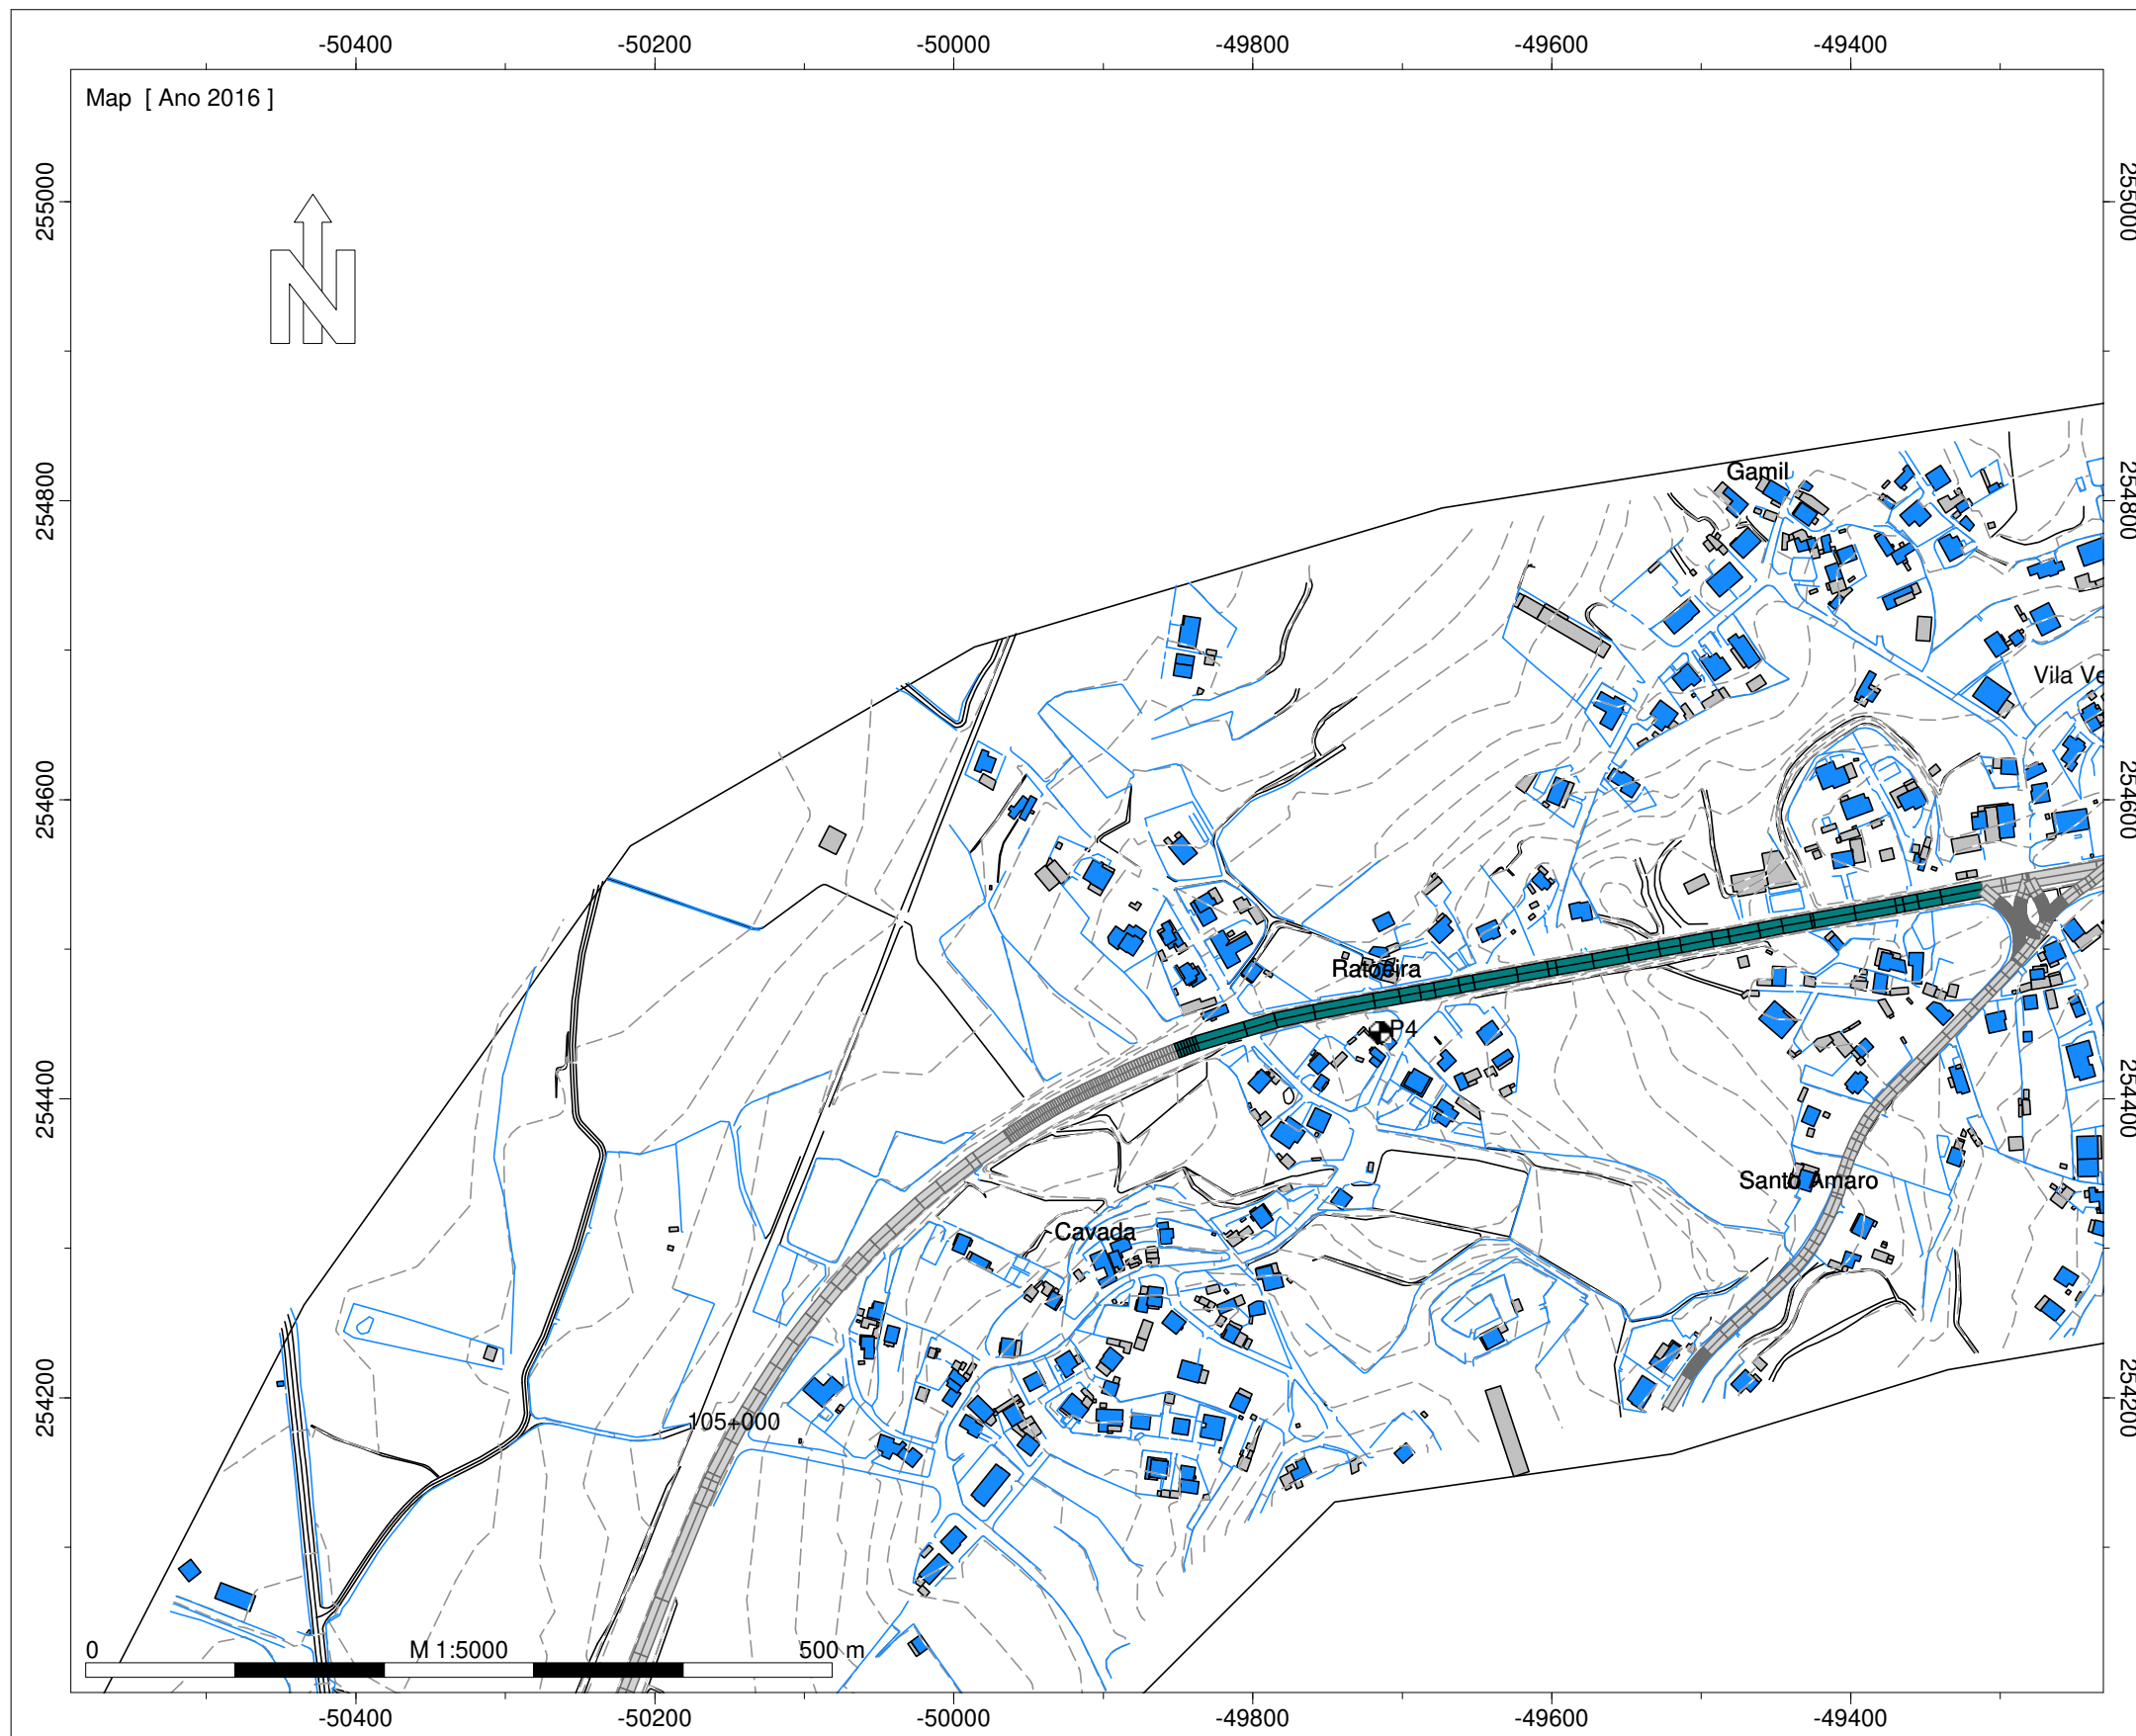 -50400 -50200 -50000 -49800 -49600 -49400
Map [ Ano 2016 ]
255000 255000
N
Gamil
254800 254800
Vila Ve
254600 254600
Ratoeira
P4
254400 254400
Santo Amaro
Cavada
254200 254200
105+000
0 M 1:5000 500 m
-50400 -50200 -50000 -49800 -49600 -49400